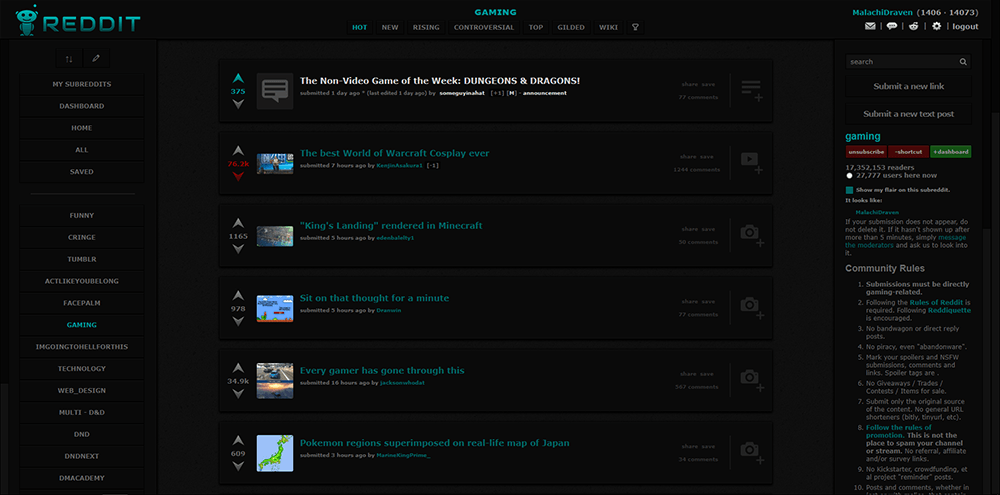 REDDIT
GAMING
HOT NEW RISING CONTROVERSIAL TOP GILDED WIKI
MalachiDraven (1406 · 14073)
logout
MY SUBREDDITS
DASHBOARD
HOME
ALL
SAVED
FUNNY
CRINGE
TUMBLR
ACTLIKEYOUBELONG
FACEPALM
GAMING
IMGOINGTOHELLFORTHIS
TECHNOLOGY
WEB_DESIGN
MULTI - D&D
DND
DNDNEXT
DMACADEMY
375
The Non-Video Game of the Week: DUNGEONS & DRAGONS!
submitted 1 day ago * (last edited 1 day ago) by someguyinahat [+1] [M] - announcement
share save
77 comments
76.2k
The best World of Warcraft Cosplay ever
submitted 7 hours ago by KenjinAsakura1 [-1]
share save
1244 comments
1165
"King's Landing" rendered in Minecraft
submitted 5 hours ago by edenbalefty1
share save
50 comments
978
Sit on that thought for a minute
submitted 5 hours ago by
share save
77 comments
34.9k
Every gamer has gone through this
submitted 16 hours ago by jacksnewhodat
share save
567 comments
609
Pokemon regions superimposed on real-life map of Japan
submitted 3 hours ago by MarineKingPrime_
share save
34 comments
search
Submit a new link
Submit a new text post
gaming
unsubscribe -shortcut +dashboard
17,352,153 readers
27,777 users here now
Show my flair on this subreddit.
It looks like:
MalachiDraven
If your submission does not appear, do
not delete it. If it hasn't shown up after
more than 5 minutes, simply message
the moderators and ask us to look into
it.
Community Rules
1. Submissions must be directly
gaming-related.
2. Following the Rules of Reddit is
required. Following Reddiquette
is encouraged.
3. No bandwagon or direct reply
posts.
4. No piracy, even "abandonware".
5. Mark your spoilers and NSFW
submissions, comments and
links. Spoiler tags are .
6. No Giveaways / Trades /
Contests / Items for sale.
7. Submit only the original source
of the content. No general URL
shorteners (bitly, tinyurl, etc).
8. Follow the rules of
promotion. This is not the
place to spam your channel
or stream. No referral, affiliate
and/or survey links.
9. No Kickstarter, crowdfunding, et
al project "reminder" posts.
10. Posts and comments, whether in